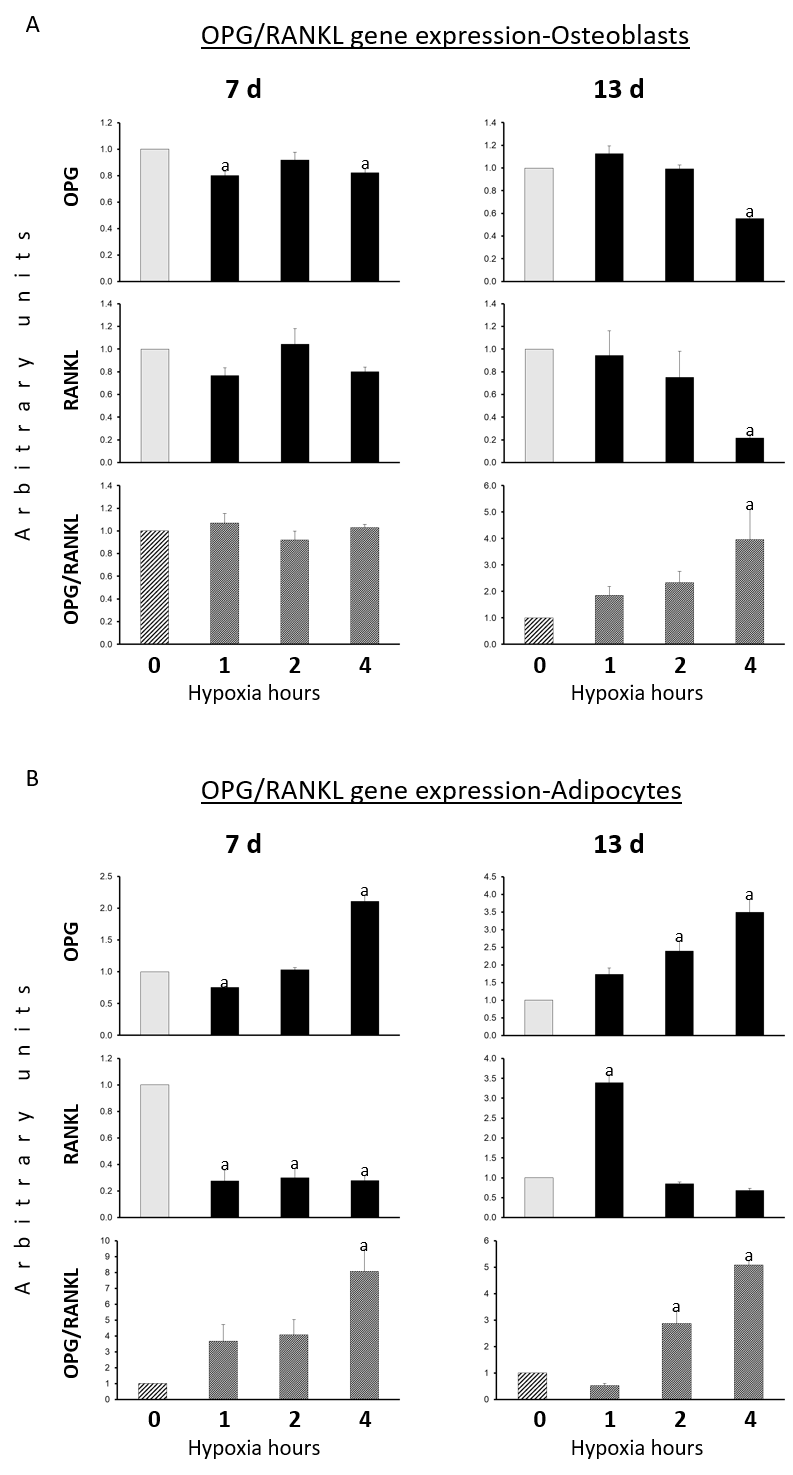 A
OPG/RANKL gene expression-Osteoblasts
7 d
13 d
Arbitrary units
OPG
1.2
1.0
0.8
0.6
0.4
0.2
0.0
a
a
1.4
1.2
1.0
0.8
0.6
0.4
0.2
0.0
a
RANKL
1.4
1.2
1.0
0.8
0.6
0.4
0.2
0.0
1.4
1.2
1.0
0.8
0.6
0.4
0.2
0.0
a
OPG/RANKL
1.4
1.2
1.0
0.8
0.6
0.4
0.2
0.0
6.0
5.0
4.0
3.0
2.0
1.0
0.0
a
0 1 2 4
Hypoxia hours
0 1 2 4
Hypoxia hours
B
OPG/RANKL gene expression-Adipocytes
7 d
13 d
Arbitrary units
OPG
2.5
2.0
1.5
1.0
0.5
0.0
a
a
4.5
4.0
3.5
3.0
2.5
2.0
1.5
1.0
0.5
0.0
a
a
RANKL
1.2
1.0
0.8
0.6
0.4
0.2
0.0
a
a
a
4.0
3.5
3.0
2.5
2.0
1.5
1.0
0.5
0.0
a
OPG/RANKL
10
9
8
7
6
5
4
3
2
1
0
a
6
5
4
3
2
1
0
a
a
0 1 2 4
Hypoxia hours
0 1 2 4
Hypoxia hours